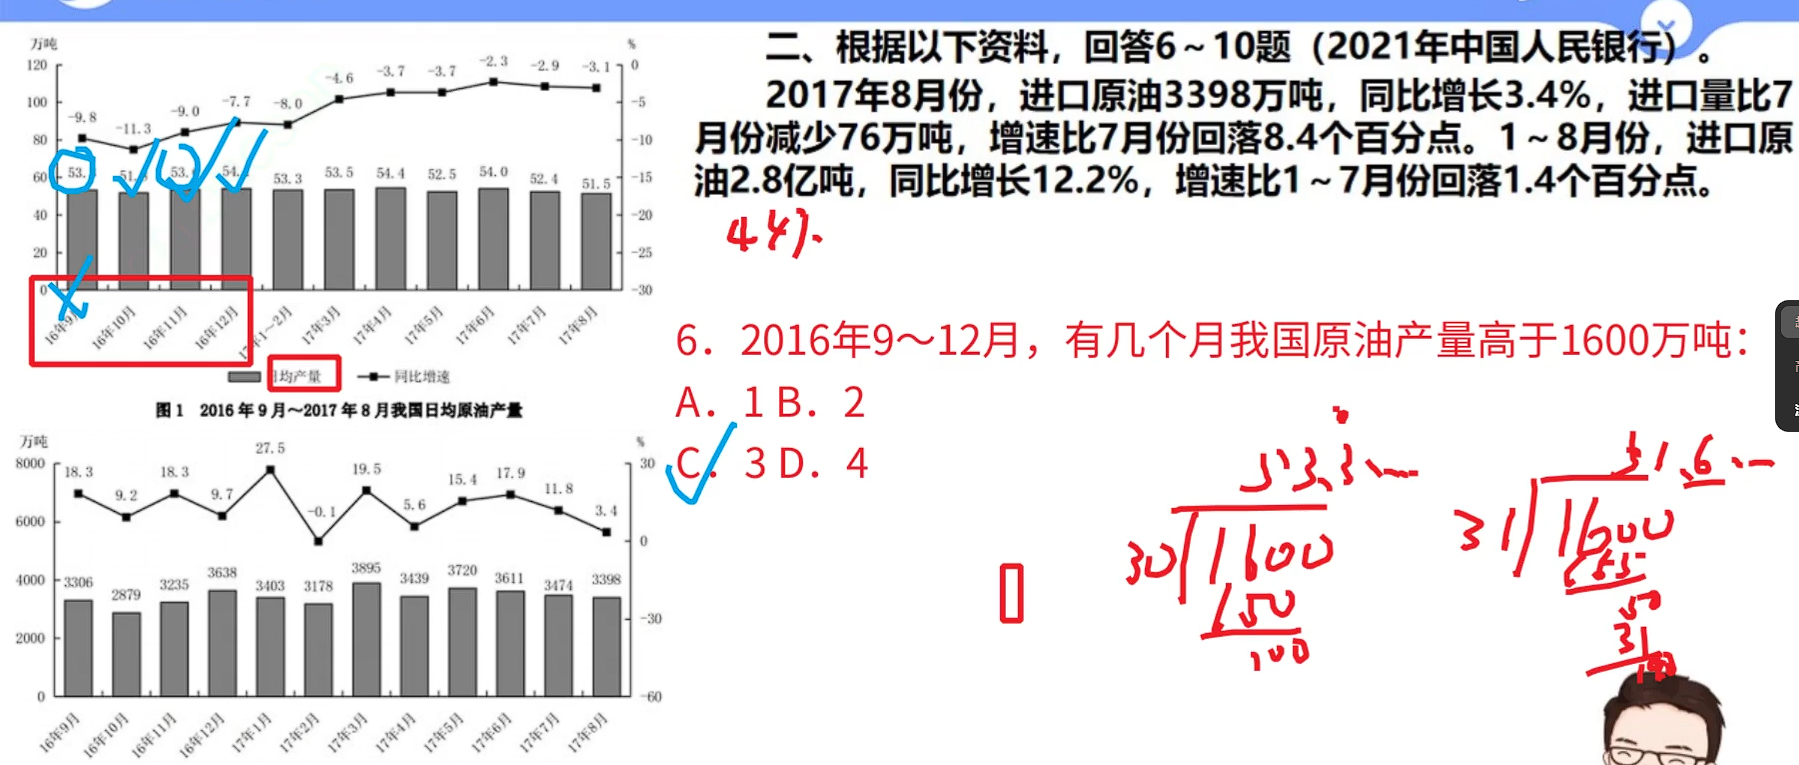 二、根据以下资料，回答6～10题（2021年中国人民银行）。
2017年8月份，进口原油3398万吨，同比增长3.4%，进口量比7
月份减少76万吨，增速比7月份回落8.4个百分点。1～8月份，进口原
油2.8亿吨，同比增长12.2%，增速比1～7月份回落1.4个百分点。
6. 2016年9～12月，有几个月我国原油产量高于1600万吨：
A. 1 B. 2
C. 3 D. 4
万吨 %
120 100 80 60 40 20 0
-9.8 -11.3 -9.0 -7.7 -8.0 -4.6 -3.7 -3.7 -2.3 -2.9 -3.1
53. 51. 53. 54. 53.3 53.5 54.4 52.5 54.0 52.4 51.5
0 -5 -10 -15 -20 -25 -30
16年9月 16年10月 16年11月 16年12月 17年1～2月 17年3月 17年4月 17年5月 17年6月 17年7月 17年8月
日均产量 同比增速
图1 2016年9月～2017年8月我国日均原油产量
万吨 %
8000 6000 4000 2000 0
18.3 9.2 18.3 9.7 27.5 -0.1 19.5 5.6 15.4 17.9 11.8 3.4
3306 2879 3235 3638 3403 3178 3895 3439 3720 3611 3474 3398
30 0 -30 -60
16年9月 16年10月 16年11月 16年12月 17年1月 17年2月 17年3月 17年4月 17年5月 17年6月 17年7月 17年8月
53.3
30 1600
150
100
51.6
31 1600
155
50
31